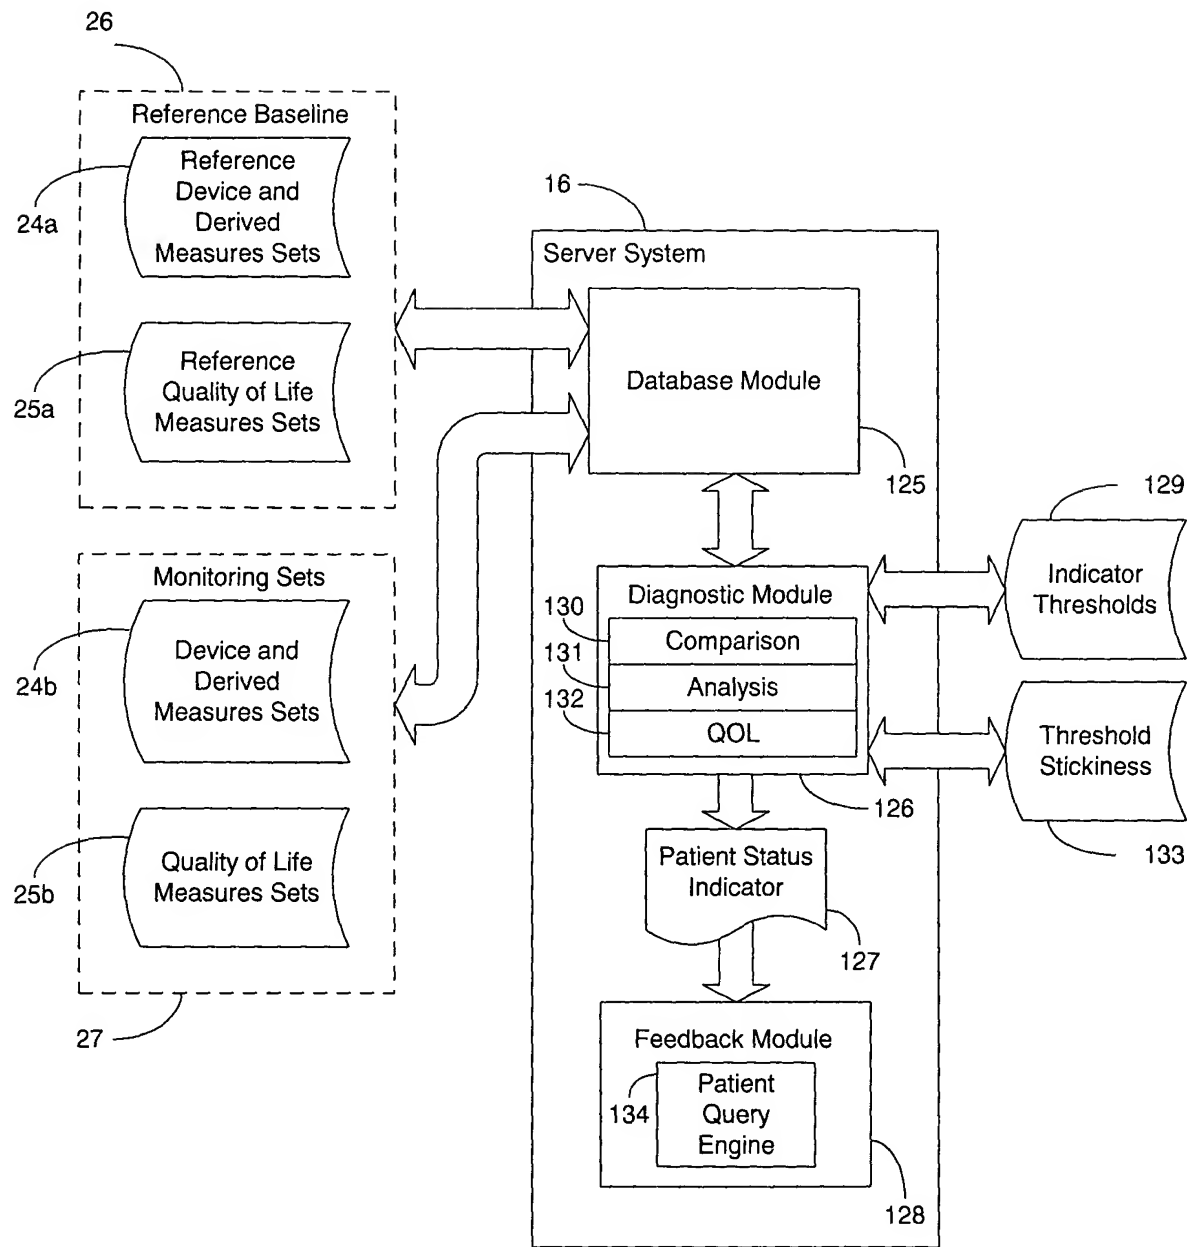 26
Reference Baseline
Reference
Device and
Derived
Measures Sets
24a
Reference
Quality of Life
Measures Sets
25a
Monitoring Sets
Device and
Derived
Measures Sets
24b
Quality of Life
Measures Sets
25b
27
16
Server System
Database Module
125
Diagnostic Module
130
Comparison
131
Analysis
132
QOL
126
129
Indicator
Thresholds
Threshold
Stickiness
133
Patient Status
Indicator
127
Feedback Module
134
Patient
Query
Engine
128